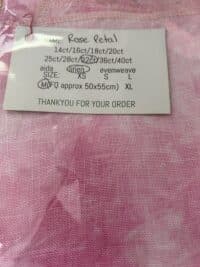 Rose Petal
14ct/16ct/18ct/20ct
25ct/28ct/32ct/36ct/40ct
aida linen evenweave
SIZE: XS S L
M(FQ approx 50x55cm) XL
THANKYOU FOR YOUR ORDER